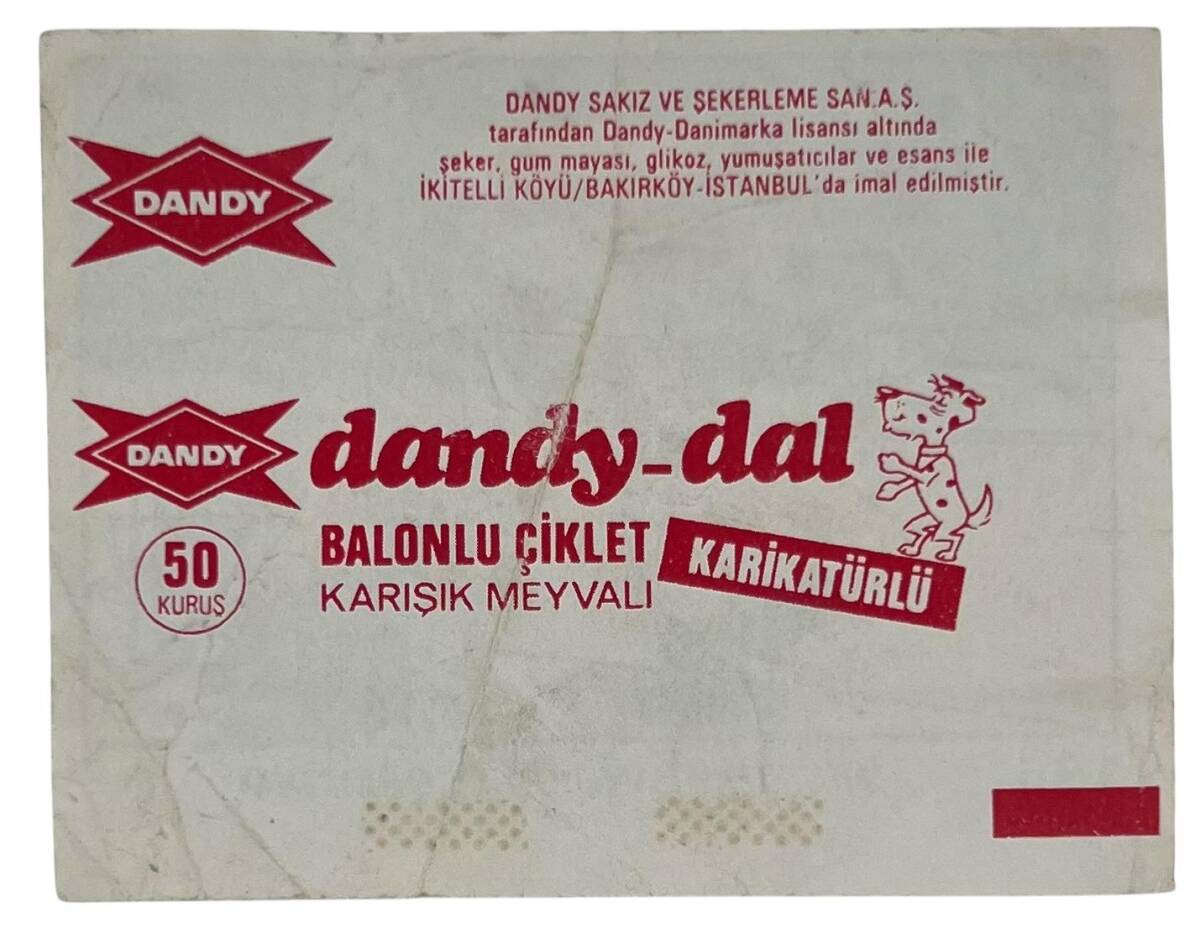 DANDY
DANDY SAKIZ VE ŞEKERLEME SAN.A.Ş.
tarafından Dandy-Danimarka lisansı altında
şeker, gum mayası, glikoz, yumuşatıcılar ve esans ile
İKİTELLİ KÖYÜ/BAKIRKÖY-İSTANBUL'da imal edilmiştir.
DANDY
dandy-dal
50
KURUŞ
BALONLU ÇİKLET
KARIŞIK MEYVALI
KARİKATÜRLÜ